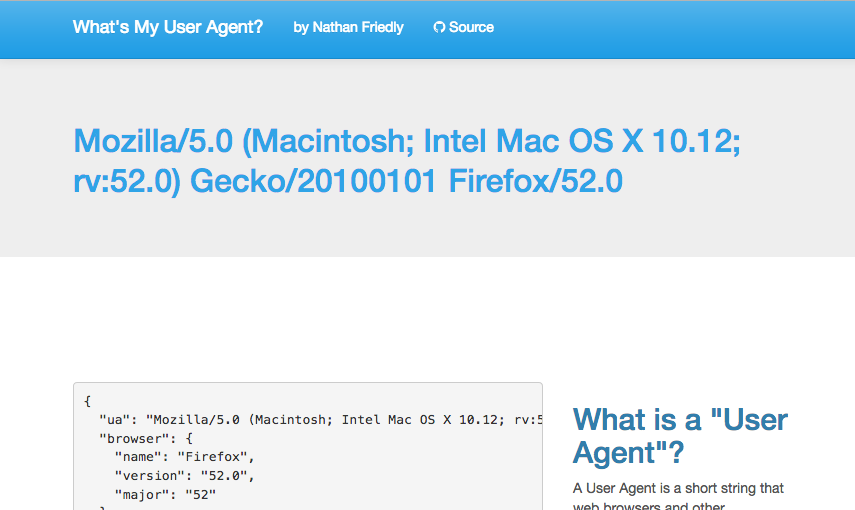 What's My User Agent? by Nathan Friedly Source
Mozilla/5.0 (Macintosh; Intel Mac OS X 10.12;
rv:52.0) Gecko/20100101 Firefox/52.0
{
"ua": "Mozilla/5.0 (Macintosh; Intel Mac OS X 10.12; rv:5
"browser": {
"name": "Firefox",
"version": "52.0",
"major": "52"
What is a "User
Agent"?
A User Agent is a short string that
web browsers and other